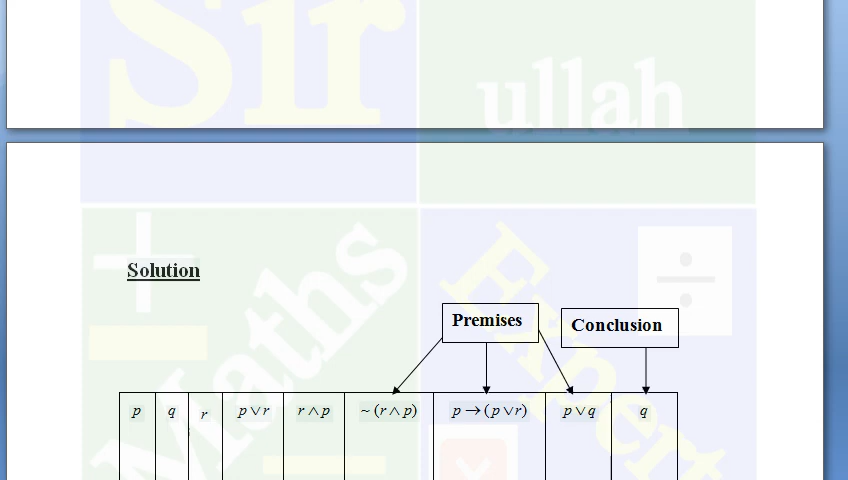 Sir
ullah
Solution
Maths
Expert
Premises
Conclusion
p q r p ∨ r r ∧ p ~ (r ∧ p) p → (p ∨ r) p ∨ q q